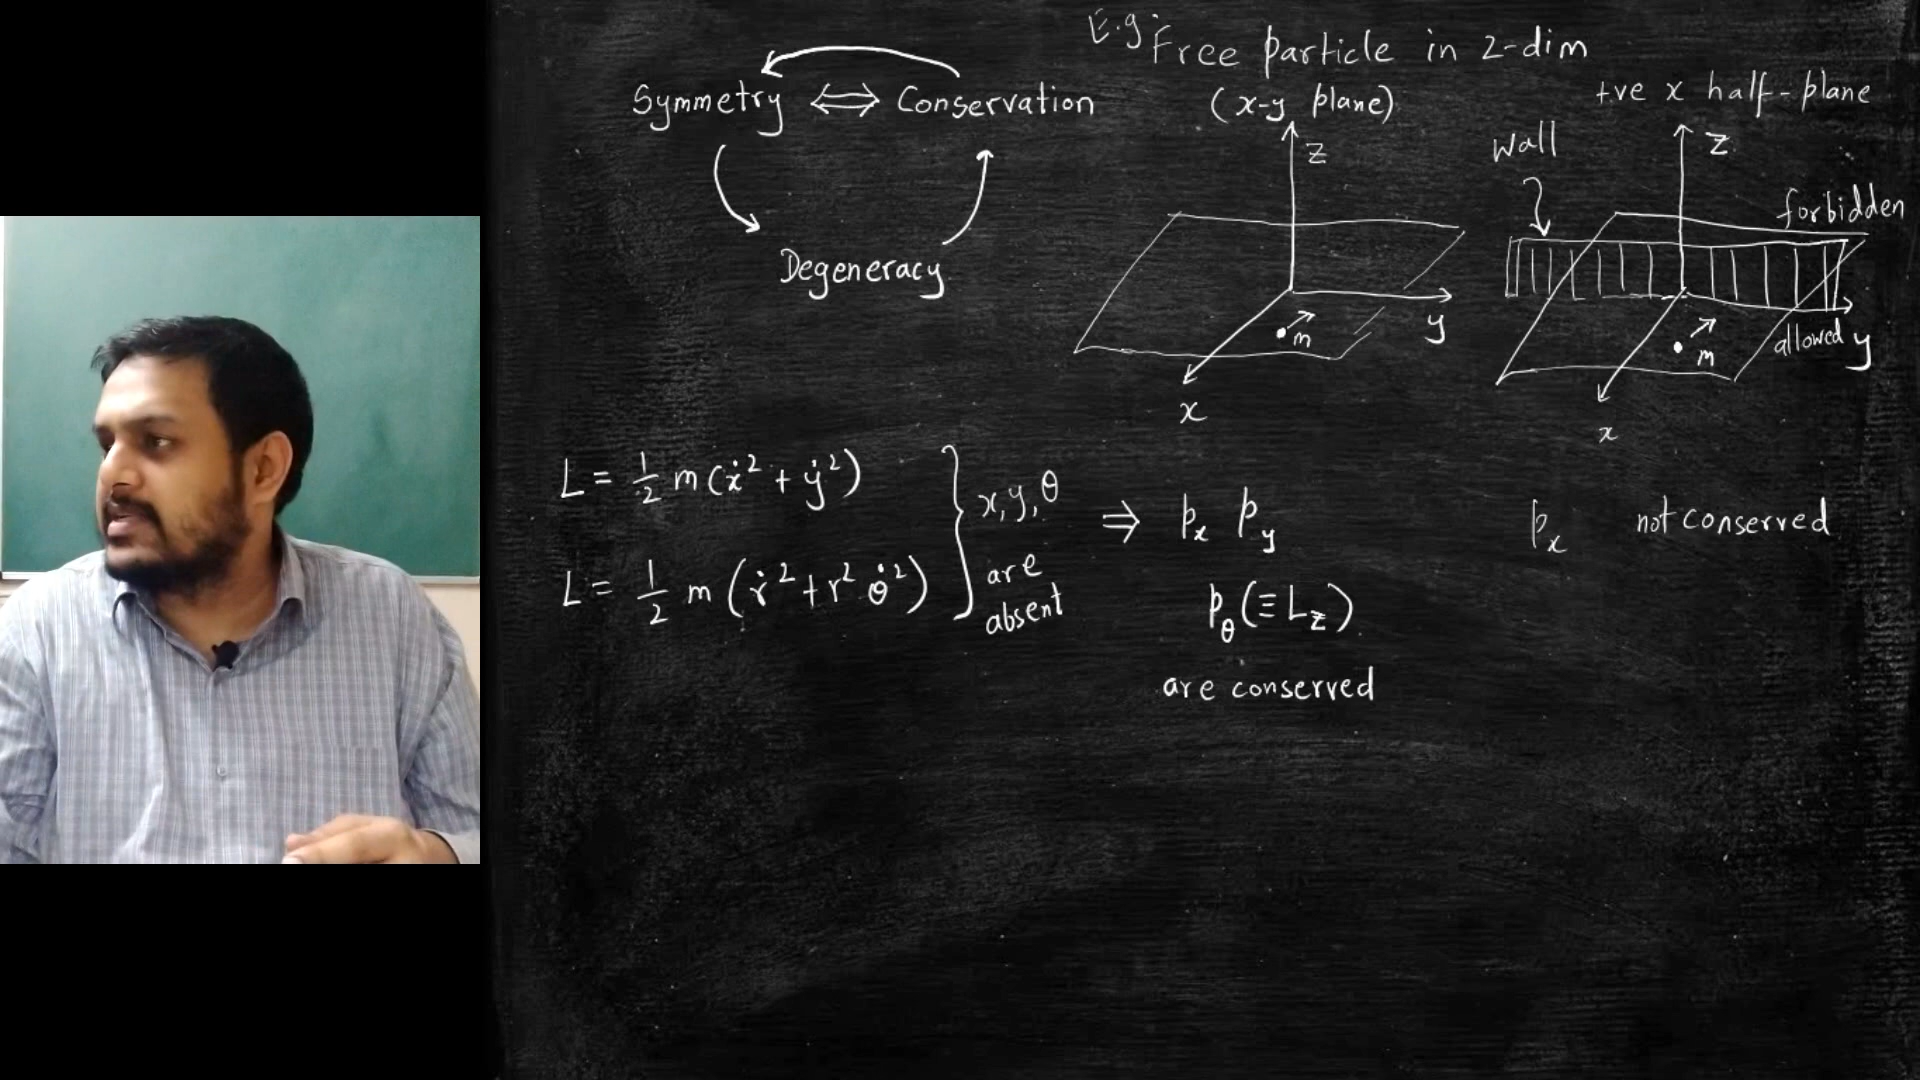 Symmetry ⟺ Conservation
Degeneracy
E.g. Free particle in 2-dim
(x-y plane)
z
y
x
m
+ve x half-plane
Wall
z
forbidden
allowed y
m
x
L = 1/2 m(ẋ² + ẏ²)
L = 1/2 m(ṙ² + r² θ̇²)
x, y, θ
are
absent
⇒ pₓ p_y
p_θ (≡ L_z)
are conserved
pₓ not conserved